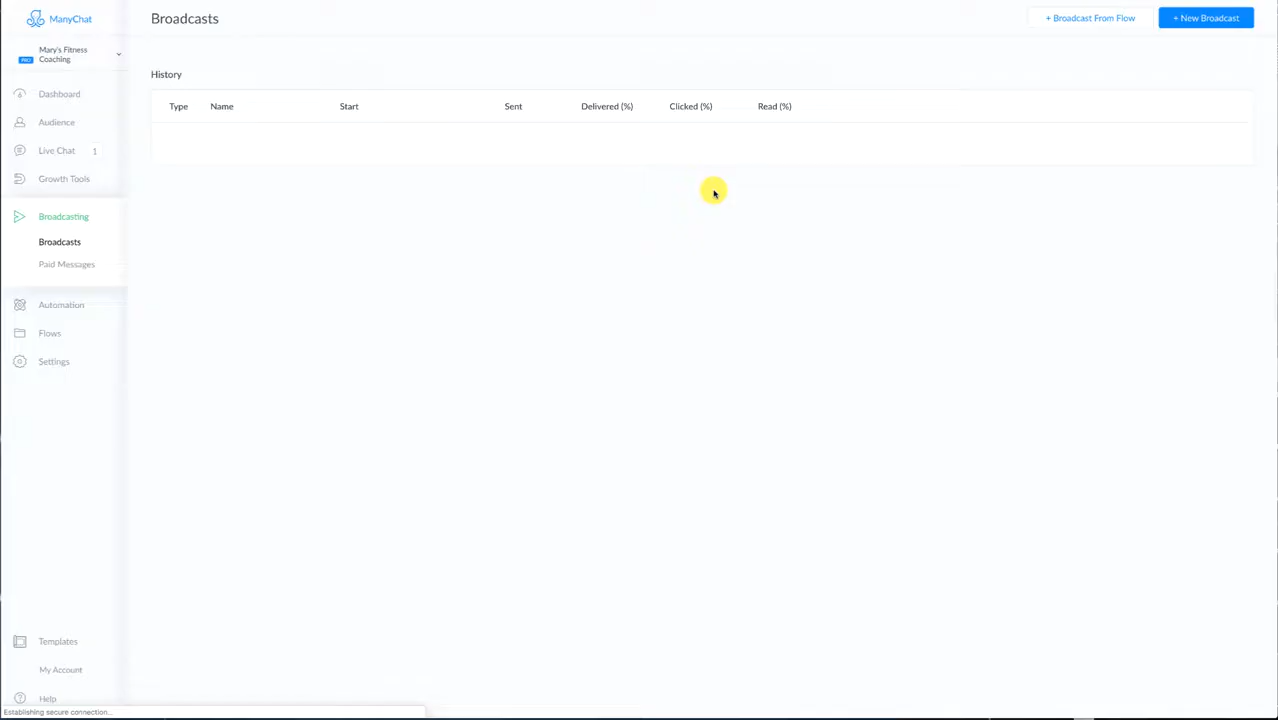 ManyChat
Broadcasts
+ Broadcast From Flow
+ New Broadcast
Mary's Fitness
Coaching
PRO
History
Type Name Start Sent Delivered (%) Clicked (%) Read (%)
Dashboard
Audience
Live Chat 1
Growth Tools
Broadcasting
Broadcasts
Paid Messages
Automation
Flows
Settings
Templates
My Account
Help
Establishing secure connection...